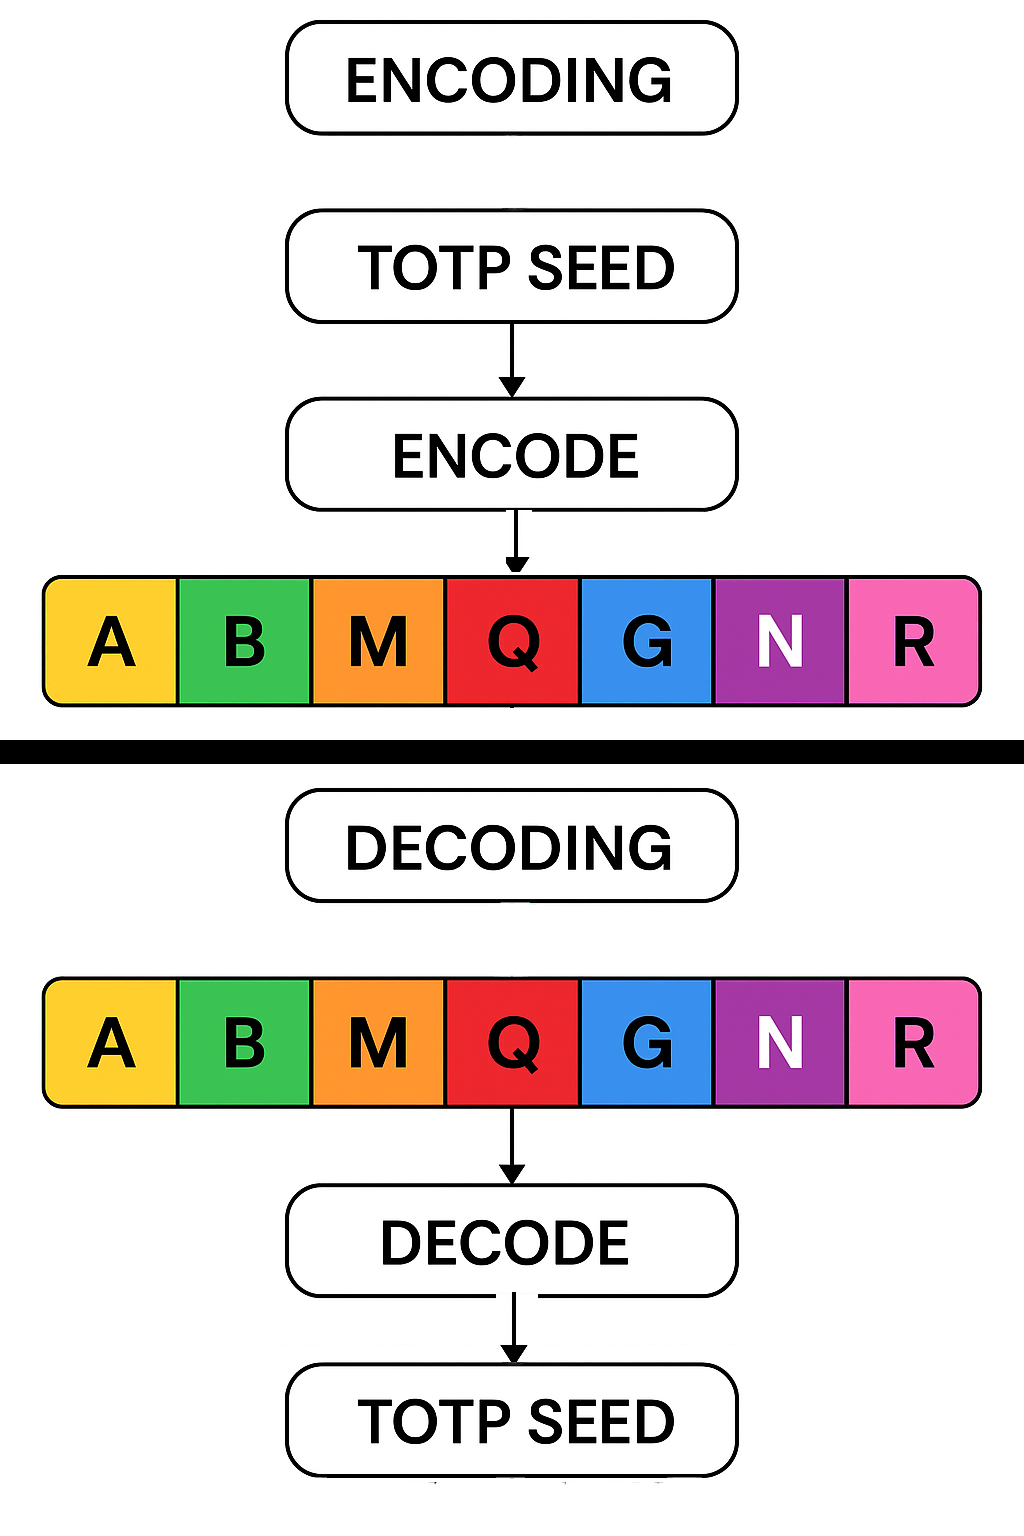 ENCODING
TOTP SEED
ENCODE
A B M Q G N R
DECODING
A B M Q G N R
DECODE
TOTP SEED